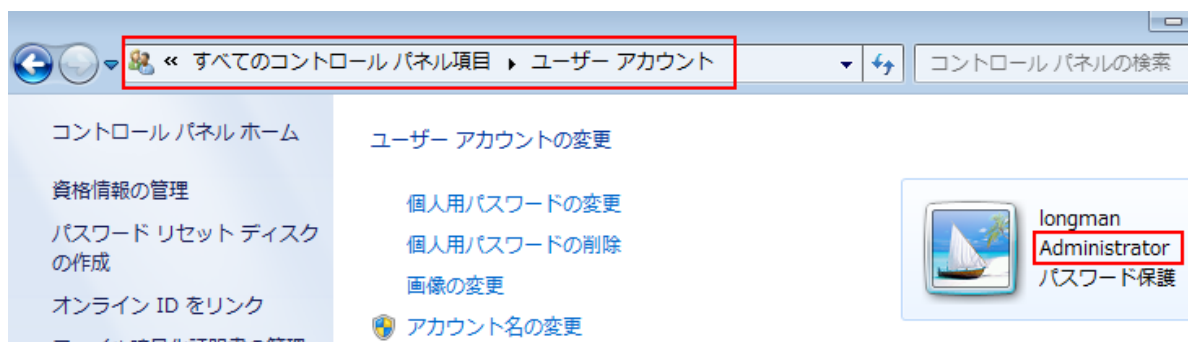 « すべてのコントロール パネル項目 ▸ ユーザー アカウント
コントロール パネルの検索
コントロール パネル ホーム
資格情報の管理
パスワード リセット ディスク
の作成
オンライン ID をリンク
ユーザー アカウントの変更
個人用パスワードの変更
個人用パスワードの削除
画像の変更
アカウント名の変更
longman
Administrator
パスワード保護